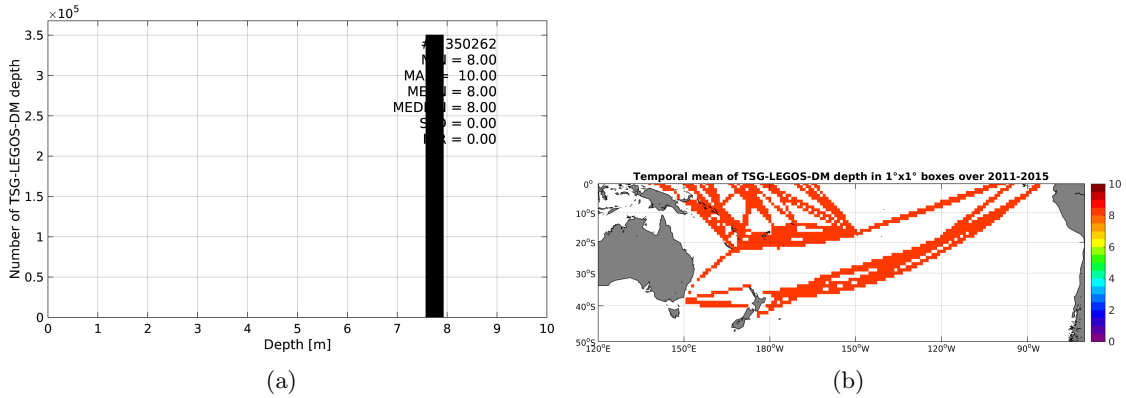 ×10⁵
3.5
3
2.5
2
1.5
1
0.5
0
Number of TSG-LEGOS-DM depth
350262
= 8.00
= 10.00
= 8.00
= 8.00
= 0.00
= 0.00
0 1 2 3 4 5 6 7 8 9 10
Depth [m]
(a)
Temporal mean of TSG-LEGOS-DM depth in 1°x1° boxes over 2011-2015
0°
10°S
20°S
30°S
40°S
50°S
120°E 150°E 180°W 150°W 120°W 90°W
10
8
6
4
2
0
(b)